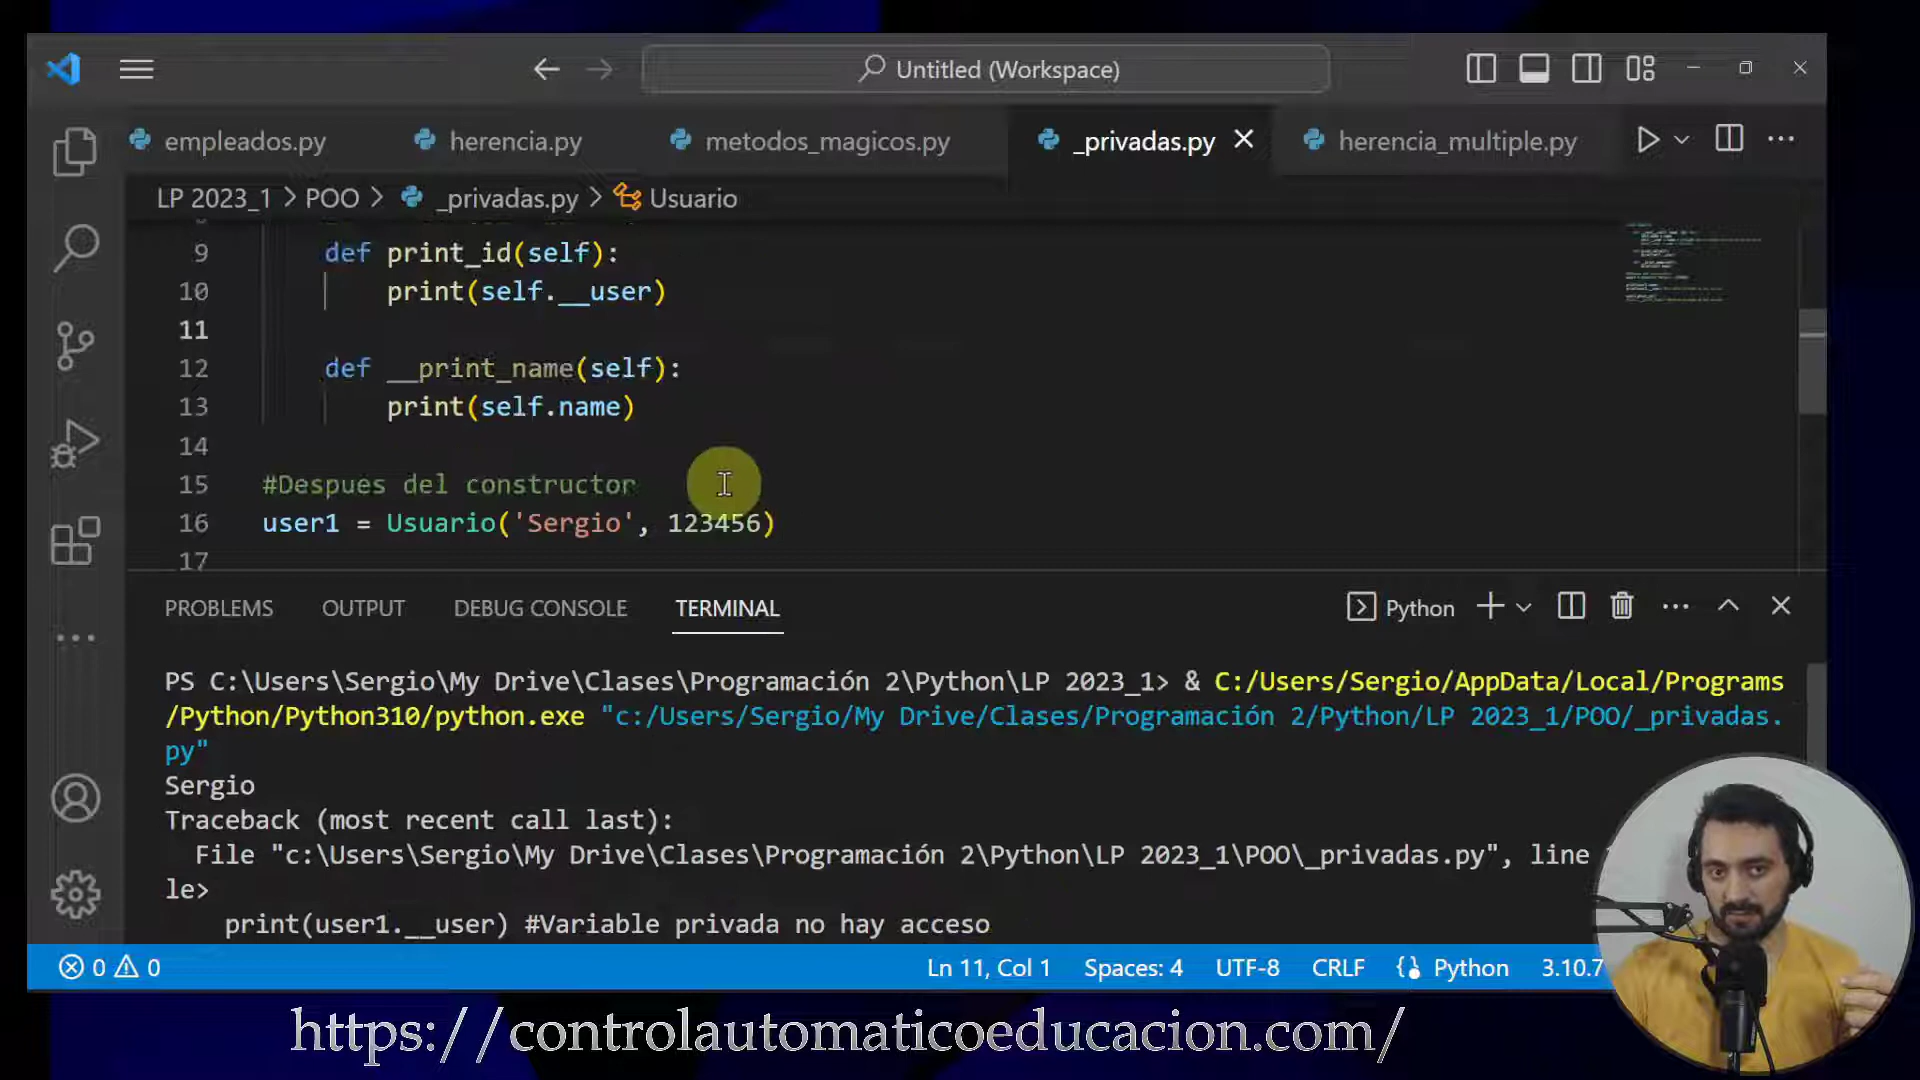 Untitled (Workspace)
empleados.py
herencia.py
metodos_magicos.py
_privadas.py
herencia_multiple.py
LP 2023_1 > POO > _privadas.py > Usuario
9 def print_id(self):
10 print(self.__user)
11
12 def __print_name(self):
13 print(self.name)
14
15 #Despues del constructor
16 user1 = Usuario('Sergio', 123456)
17
PROBLEMS OUTPUT DEBUG CONSOLE TERMINAL
Python
PS C:\Users\Sergio\My Drive\Clases\Programación 2\Python\LP 2023_1> & C:/Users/Sergio/AppData/Local/Programs
/Python/Python310/python.exe "c:/Users/Sergio/My Drive/Clases/Programación 2/Python/LP 2023_1/POO/_privadas.
py"
Sergio
Traceback (most recent call last):
File "c:\Users\Sergio\My Drive\Clases\Programación 2\Python\LP 2023_1\POO\_privadas.py", line
le>
print(user1.__user) #Variable privada no hay acceso
0 0 Ln 11, Col 1 Spaces: 4 UTF-8 CRLF Python 3.10.7
https://controlautomaticoeducacion.com/